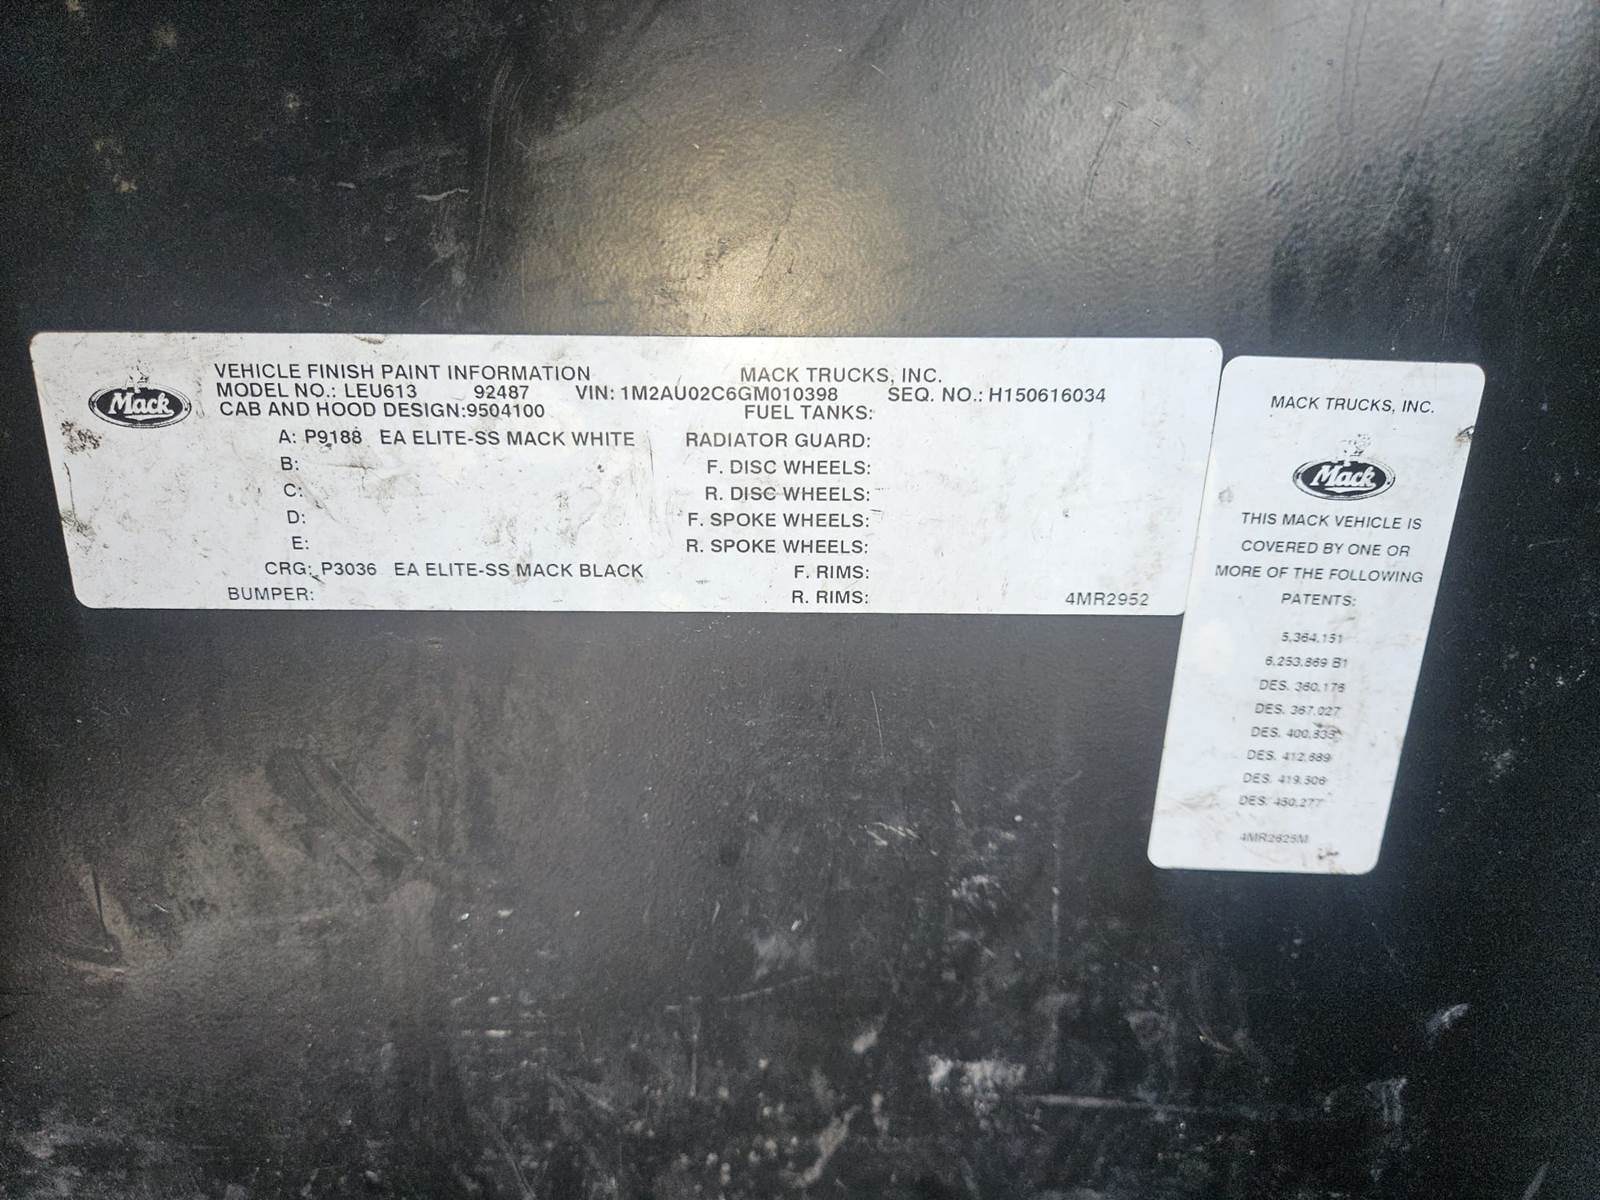 Mack
VEHICLE FINISH PAINT INFORMATION MACK TRUCKS, INC.
MODEL NO.: LEU613 92487 VIN: 1M2AU02C6GM010398 SEQ. NO.: H150616034
CAB AND HOOD DESIGN:9504100 FUEL TANKS:
A: P9188 EA ELITE-SS MACK WHITE RADIATOR GUARD:
B: F. DISC WHEELS:
C: R. DISC WHEELS:
D: F. SPOKE WHEELS:
E: R. SPOKE WHEELS:
CRG: P3036 EA ELITE-SS MACK BLACK F. RIMS:
BUMPER: R. RIMS: 4MR2952
MACK TRUCKS, INC.
Mack
THIS MACK VEHICLE IS
COVERED BY ONE OR
MORE OF THE FOLLOWING
PATENTS:
5,364,151
6,253,869 B1
DES. 360,176
DES. 367,027
DES. 400,833
DES. 412,689
DES. 419,506
DES. 450,277
4MR2625M